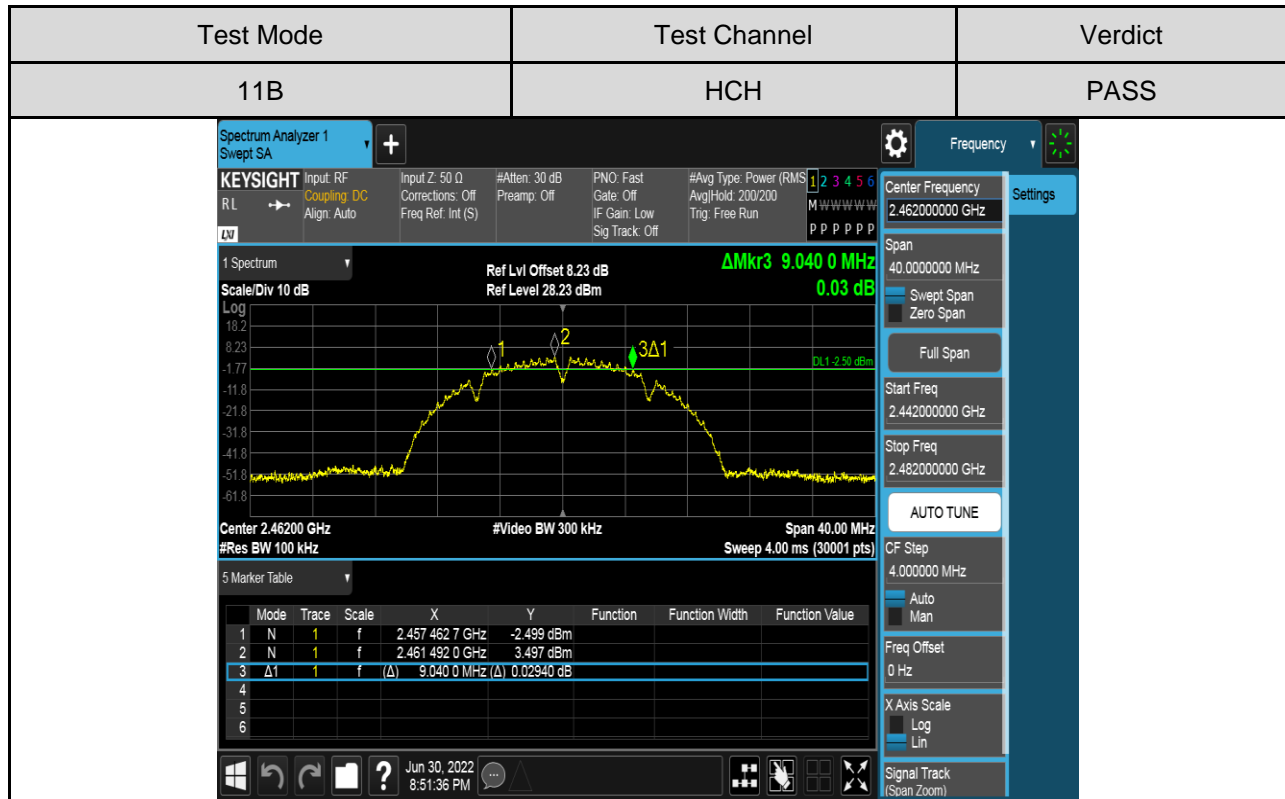 Test Mode Test Channel Verdict
11B HCH PASS
Spectrum Analyzer 1
Swept SA
+
Frequency
KEYSIGHT Input: RF Input Z: 50 Ω #Atten: 30 dB PNO: Fast #Avg Type: Power (RMS 1 2 3 4 5 6
RL Coupling: DC Corrections: Off Preamp: Off Gate: Off Avg|Hold: 200/200 M W W W W W
Align: Auto Freq Ref: Int (S) IF Gain: Low Trig: Free Run
LXI Sig Track: Off P P P P P P
Center Frequency
2.462000000 GHz
Settings
Span
40.0000000 MHz
Swept Span
Zero Span
Full Span
Start Freq
2.442000000 GHz
Stop Freq
2.482000000 GHz
AUTO TUNE
CF Step
4.000000 MHz
Auto
Man
Freq Offset
0 Hz
X Axis Scale
Log
Lin
Signal Track
(Span Zoom)
1 Spectrum Ref Lvl Offset 8.23 dB ΔMkr3 9.040 0 MHz
Scale/Div 10 dB Ref Level 28.23 dBm 0.03 dB
Log
18.2
8.23
-1.77
-11.8
-21.8
-31.8
-41.8
-51.8
-61.8
1 2 3Δ1
DL1 -2.50 dBm
Center 2.46200 GHz #Video BW 300 kHz Span 40.00 MHz
#Res BW 100 kHz Sweep 4.00 ms (30001 pts)
5 Marker Table
Mode Trace Scale X Y Function Function Width Function Value
1 N 1 f 2.457 462 7 GHz -2.499 dBm
2 N 1 f 2.461 492 0 GHz 3.497 dBm
3 Δ1 1 f (Δ) 9.040 0 MHz (Δ) 0.02940 dB
4
5
6
? Jun 30, 2022
8:51:36 PM